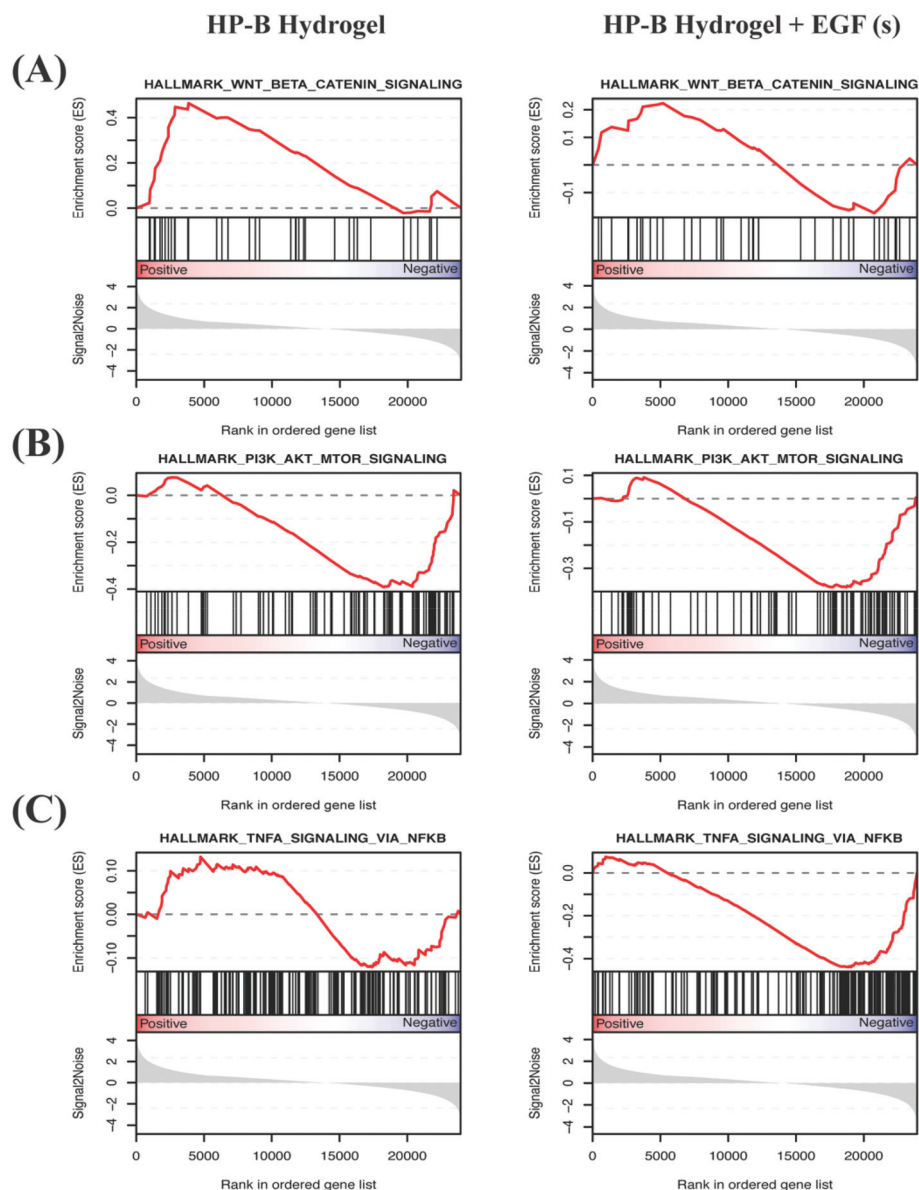 HP-B Hydrogel
HP-B Hydrogel + EGF (s)
(A)
HALLMARK_WNT_BETA_CATENIN_SIGNALING
Enrichment score (ES)
0.4
0.2
0.0
Positive
Negative
Signal2Noise
4
2
0
−2
−4
0
5000
10000
15000
20000
Rank in ordered gene list
HALLMARK_WNT_BETA_CATENIN_SIGNALING
Enrichment score (ES)
0.2
0.1
−0.1
Positive
Negative
Signal2Noise
4
2
0
−2
−4
0
5000
10000
15000
20000
Rank in ordered gene list
(B)
HALLMARK_PI3K_AKT_MTOR_SIGNALING
Enrichment score (ES)
0.0
−0.2
−0.4
Positive
Negative
Signal2Noise
4
2
0
−2
−4
0
5000
10000
15000
20000
Rank in ordered gene list
HALLMARK_PI3K_AKT_MTOR_SIGNALING
Enrichment score (ES)
0.1
−0.1
−0.3
Positive
Negative
Signal2Noise
4
2
0
−2
−4
0
5000
10000
15000
20000
Rank in ordered gene list
(C)
HALLMARK_TNFA_SIGNALING_VIA_NFKB
Enrichment score (ES)
0.10
0.00
−0.10
Positive
Negative
Signal2Noise
4
2
0
−2
−4
0
5000
10000
15000
20000
Rank in ordered gene list
HALLMARK_TNFA_SIGNALING_VIA_NFKB
Enrichment score (ES)
0.0
−0.2
−0.4
Positive
Negative
Signal2Noise
4
2
0
−2
−4
0
5000
10000
15000
20000
Rank in ordered gene list